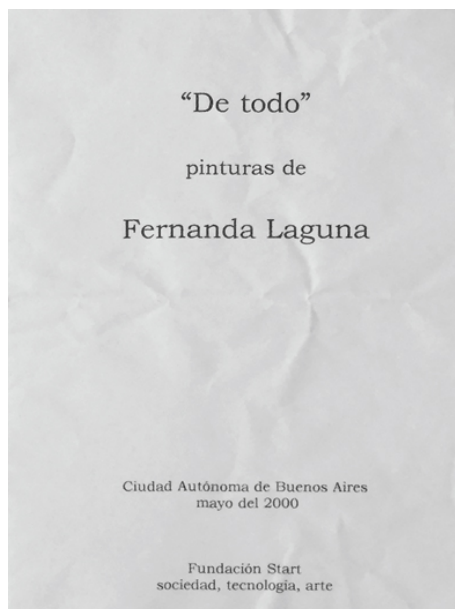 “De todo”
pinturas de
Fernanda Laguna
Ciudad Autónoma de Buenos Aires
mayo del 2000
Fundación Start
sociedad, tecnología, arte